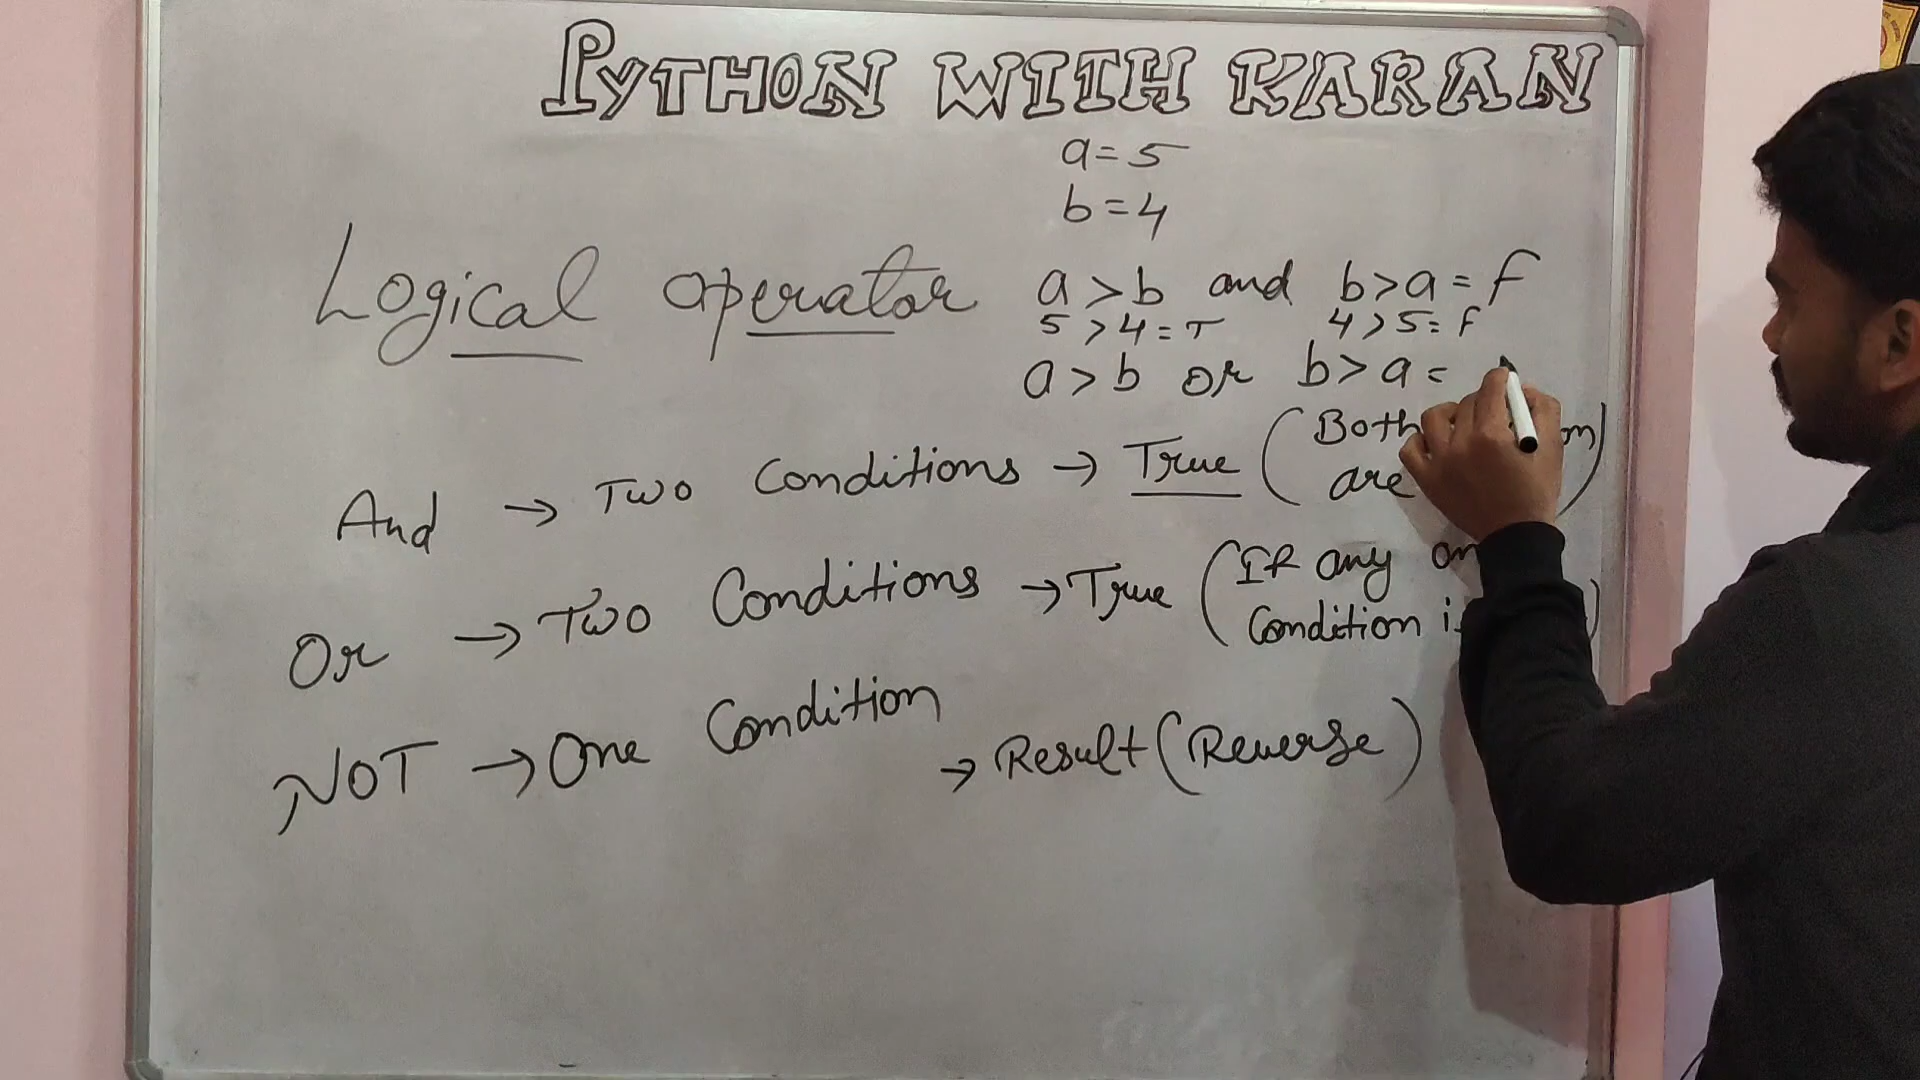 PYTHON WITH KARAN
a=5
b=4
Logical operator
a>b and b>a=f
5>4=T 4>5=f
a>b or b>a=
And → Two Conditions → True (Both
are
Or → Two Conditions → True (If any
Condition
NOT → One Condition → Result (Reverse)